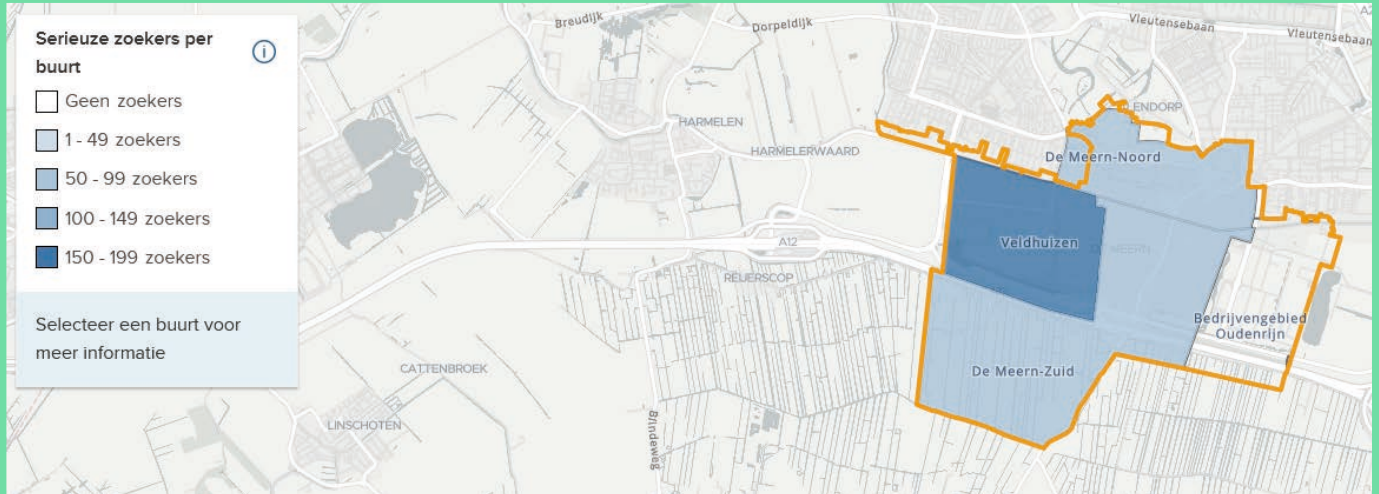 Serieuze zoekers per
buurt
Geen zoekers
1 - 49 zoekers
50 - 99 zoekers
100 - 149 zoekers
150 - 199 zoekers
Selecteer een buurt voor
meer informatie
Breudijk
Dorpeldijk
Vleutensebaan
Vleutensebaan
HARMELEN
HARMELERWAARD
ENDORP
De Meern-Noord
A12
Veldhuizen
REIJERSCOP
Bedrijvengebied
Oudenrijn
CATTENBROEK
De Meern-Zuid
LINSCHOTEN